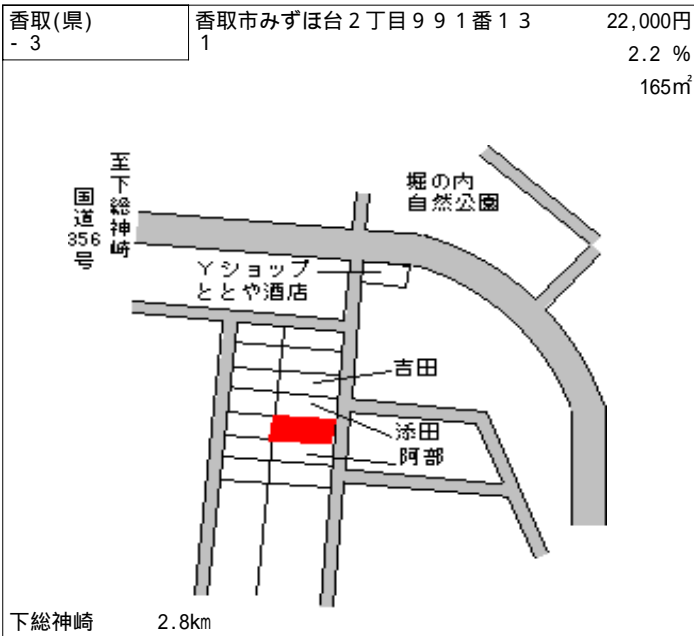 香取(県)
- 3
香取市みずほ台２丁目９９１番１３
1
22,000円
2.2 %
165㎡
至下総神崎
国道356号
堀の内
自然公園
Ｙショップ
ととや酒店
吉田
添田
阿部
下総神崎 2.8km